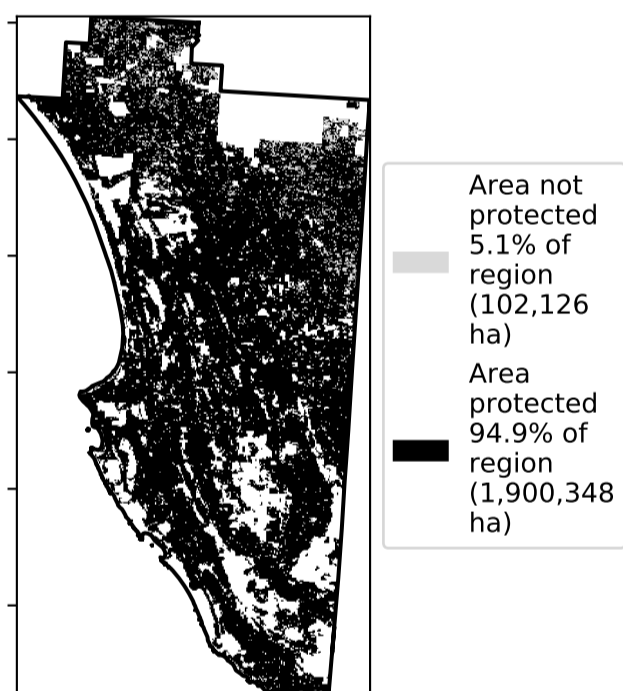 Area not
protected
5.1% of
region
(102,126
ha)
Area
protected
94.9% of
region
(1,900,348
ha)